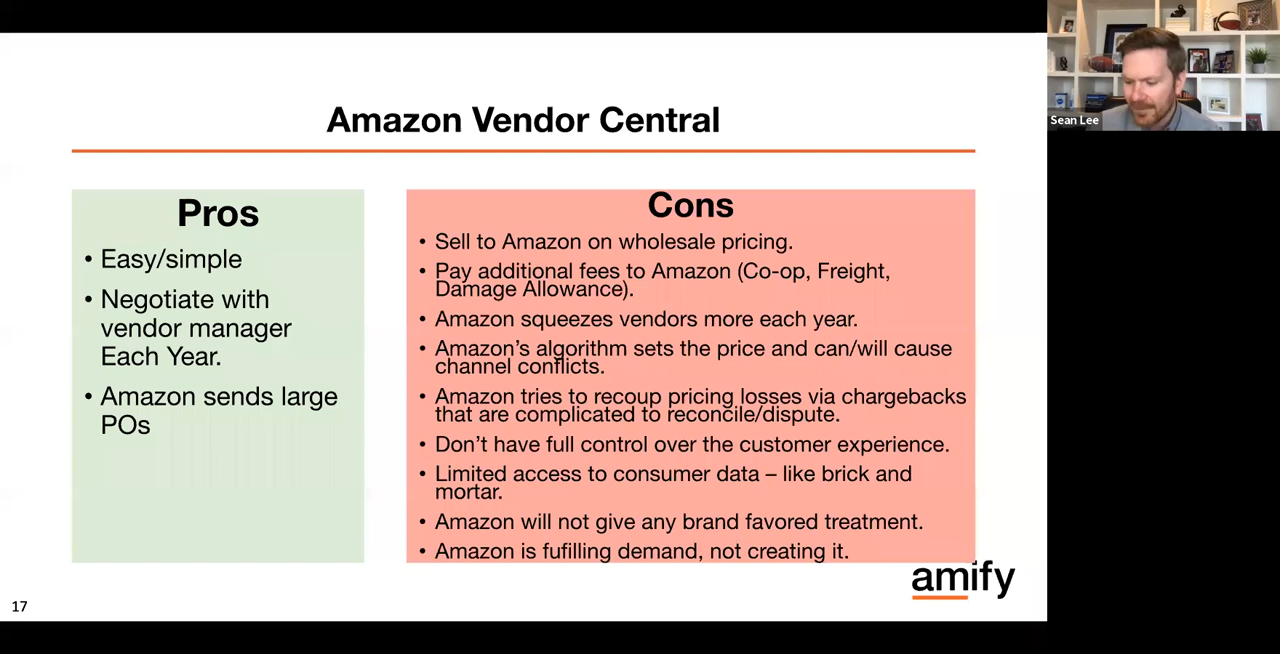 Amazon Vendor Central
Pros
• Easy/simple
• Negotiate with
vendor manager
Each Year.
• Amazon sends large
POs
Cons
• Sell to Amazon on wholesale pricing.
• Pay additional fees to Amazon (Co-op, Freight,
Damage Allowance).
• Amazon squeezes vendors more each year.
• Amazon’s algorithm sets the price and can/will cause
channel conflicts.
• Amazon tries to recoup pricing losses via chargebacks
that are complicated to reconcile/dispute.
• Don’t have full control over the customer experience.
• Limited access to consumer data – like brick and
mortar.
• Amazon will not give any brand favored treatment.
• Amazon is fufilling demand, not creating it.
amify
17
Sean Lee